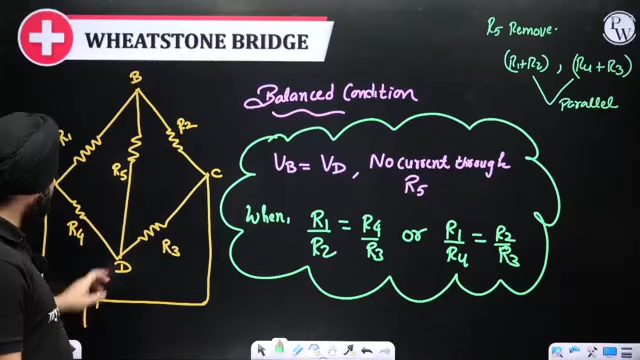 WHEATSTONE BRIDGE
PW
R5 Remove.
(R1+R2) , (R4+R3)
Parallel
Balanced Condition
VB = VD , No current through
R5
When, R1/R2 = R4/R3 or R1/R4 = R2/R3
B
R1
R2
R5
C
R4
R3
D